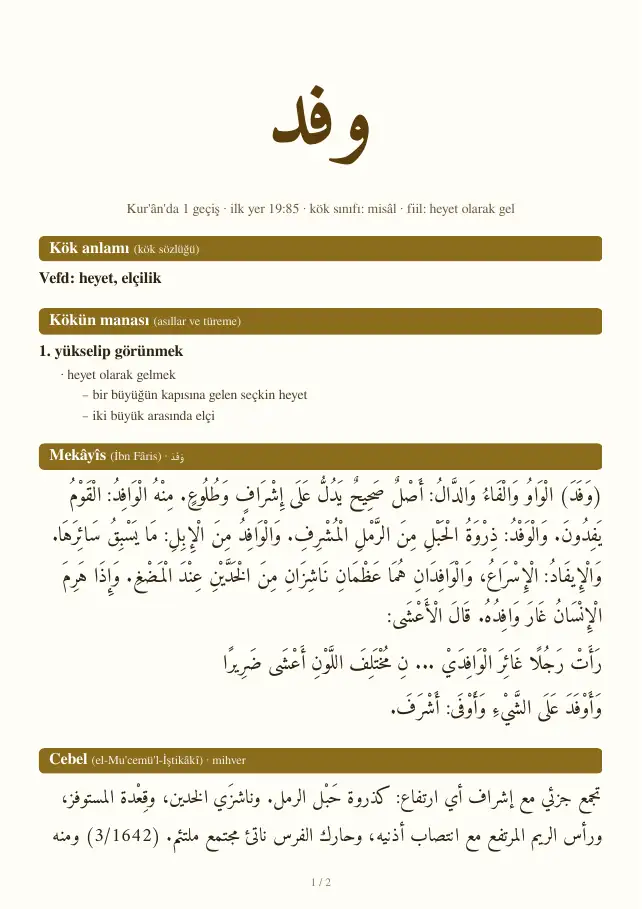 وفد
Kur'ân'da 1 geçiş · ilk yer 19:85 · kök sınıfı: misâl · fiil: heyet olarak gel
Kök anlamı (kök sözlüğü)
Vefd: heyet, elçilik
Kökün manası (asıllar ve türeme)
1. yükselip görünmek
· heyet olarak gelmek
– bir büyüğün kapısına gelen seçkin heyet
– iki büyük arasında elçi
Mekâyîs (İbn Fâris) · وَفَدَ
(وَفَدَ) الْوَاوُ وَالْفَاءُ وَالدَّالُ: أَصْلٌ صَحِيحٌ يَدُلُّ عَلَى إِشْرَافٍ وَطُلُوعٍ. مِنْهُ الْوَافِدُ: الْقَوْمُ
يَفِدُونَ. وَالْوَفْدُ: ذِرْوَةُ الْحَبْلِ مِنَ الرَّمْلِ الْمُشْرِفِ. وَالْوَافِدُ مِنَ الْإِبِلِ: مَا يَسْبِقُ سَائِرَهَا.
وَالْإِيفَادُ: الْإِسْرَاعُ، وَالْوَافِدَانِ هُمَا عَظْمَانِ نَاشِزَانِ مِنَ الْخَدَّيْنِ عِنْدَ الْمَضْغِ. وَإِذَا هَرِمَ
الْإِنْسَانُ غَارَ وَافِدُهُ. قَالَ الْأَعْشَى:
رَأَتْ رَجُلًا غَائِرَ الْوَافِدَيْ ... نِ مُخْتَلِفَ اللَّوْنِ أَعْشَى ضَرِيرًا
وَأَوْفَدَ عَلَى الشَّيْءِ وَأَوْفَى: أَشْرَفَ.
Cebel (el-Mu'cemü'l-İştikâkî) · mihver
تجمع جزئي مع إشراف أي ارتفاع: كذروة حَبْل الرمل. وناشزَي الخدين، وقِعْدة المستوفز،
ورأس الريم المرتفع مع انتصاب أذنيه، وحارك الفرس ناتئ مجتمع ملتئم. (3/1642) ومنه
1 / 2